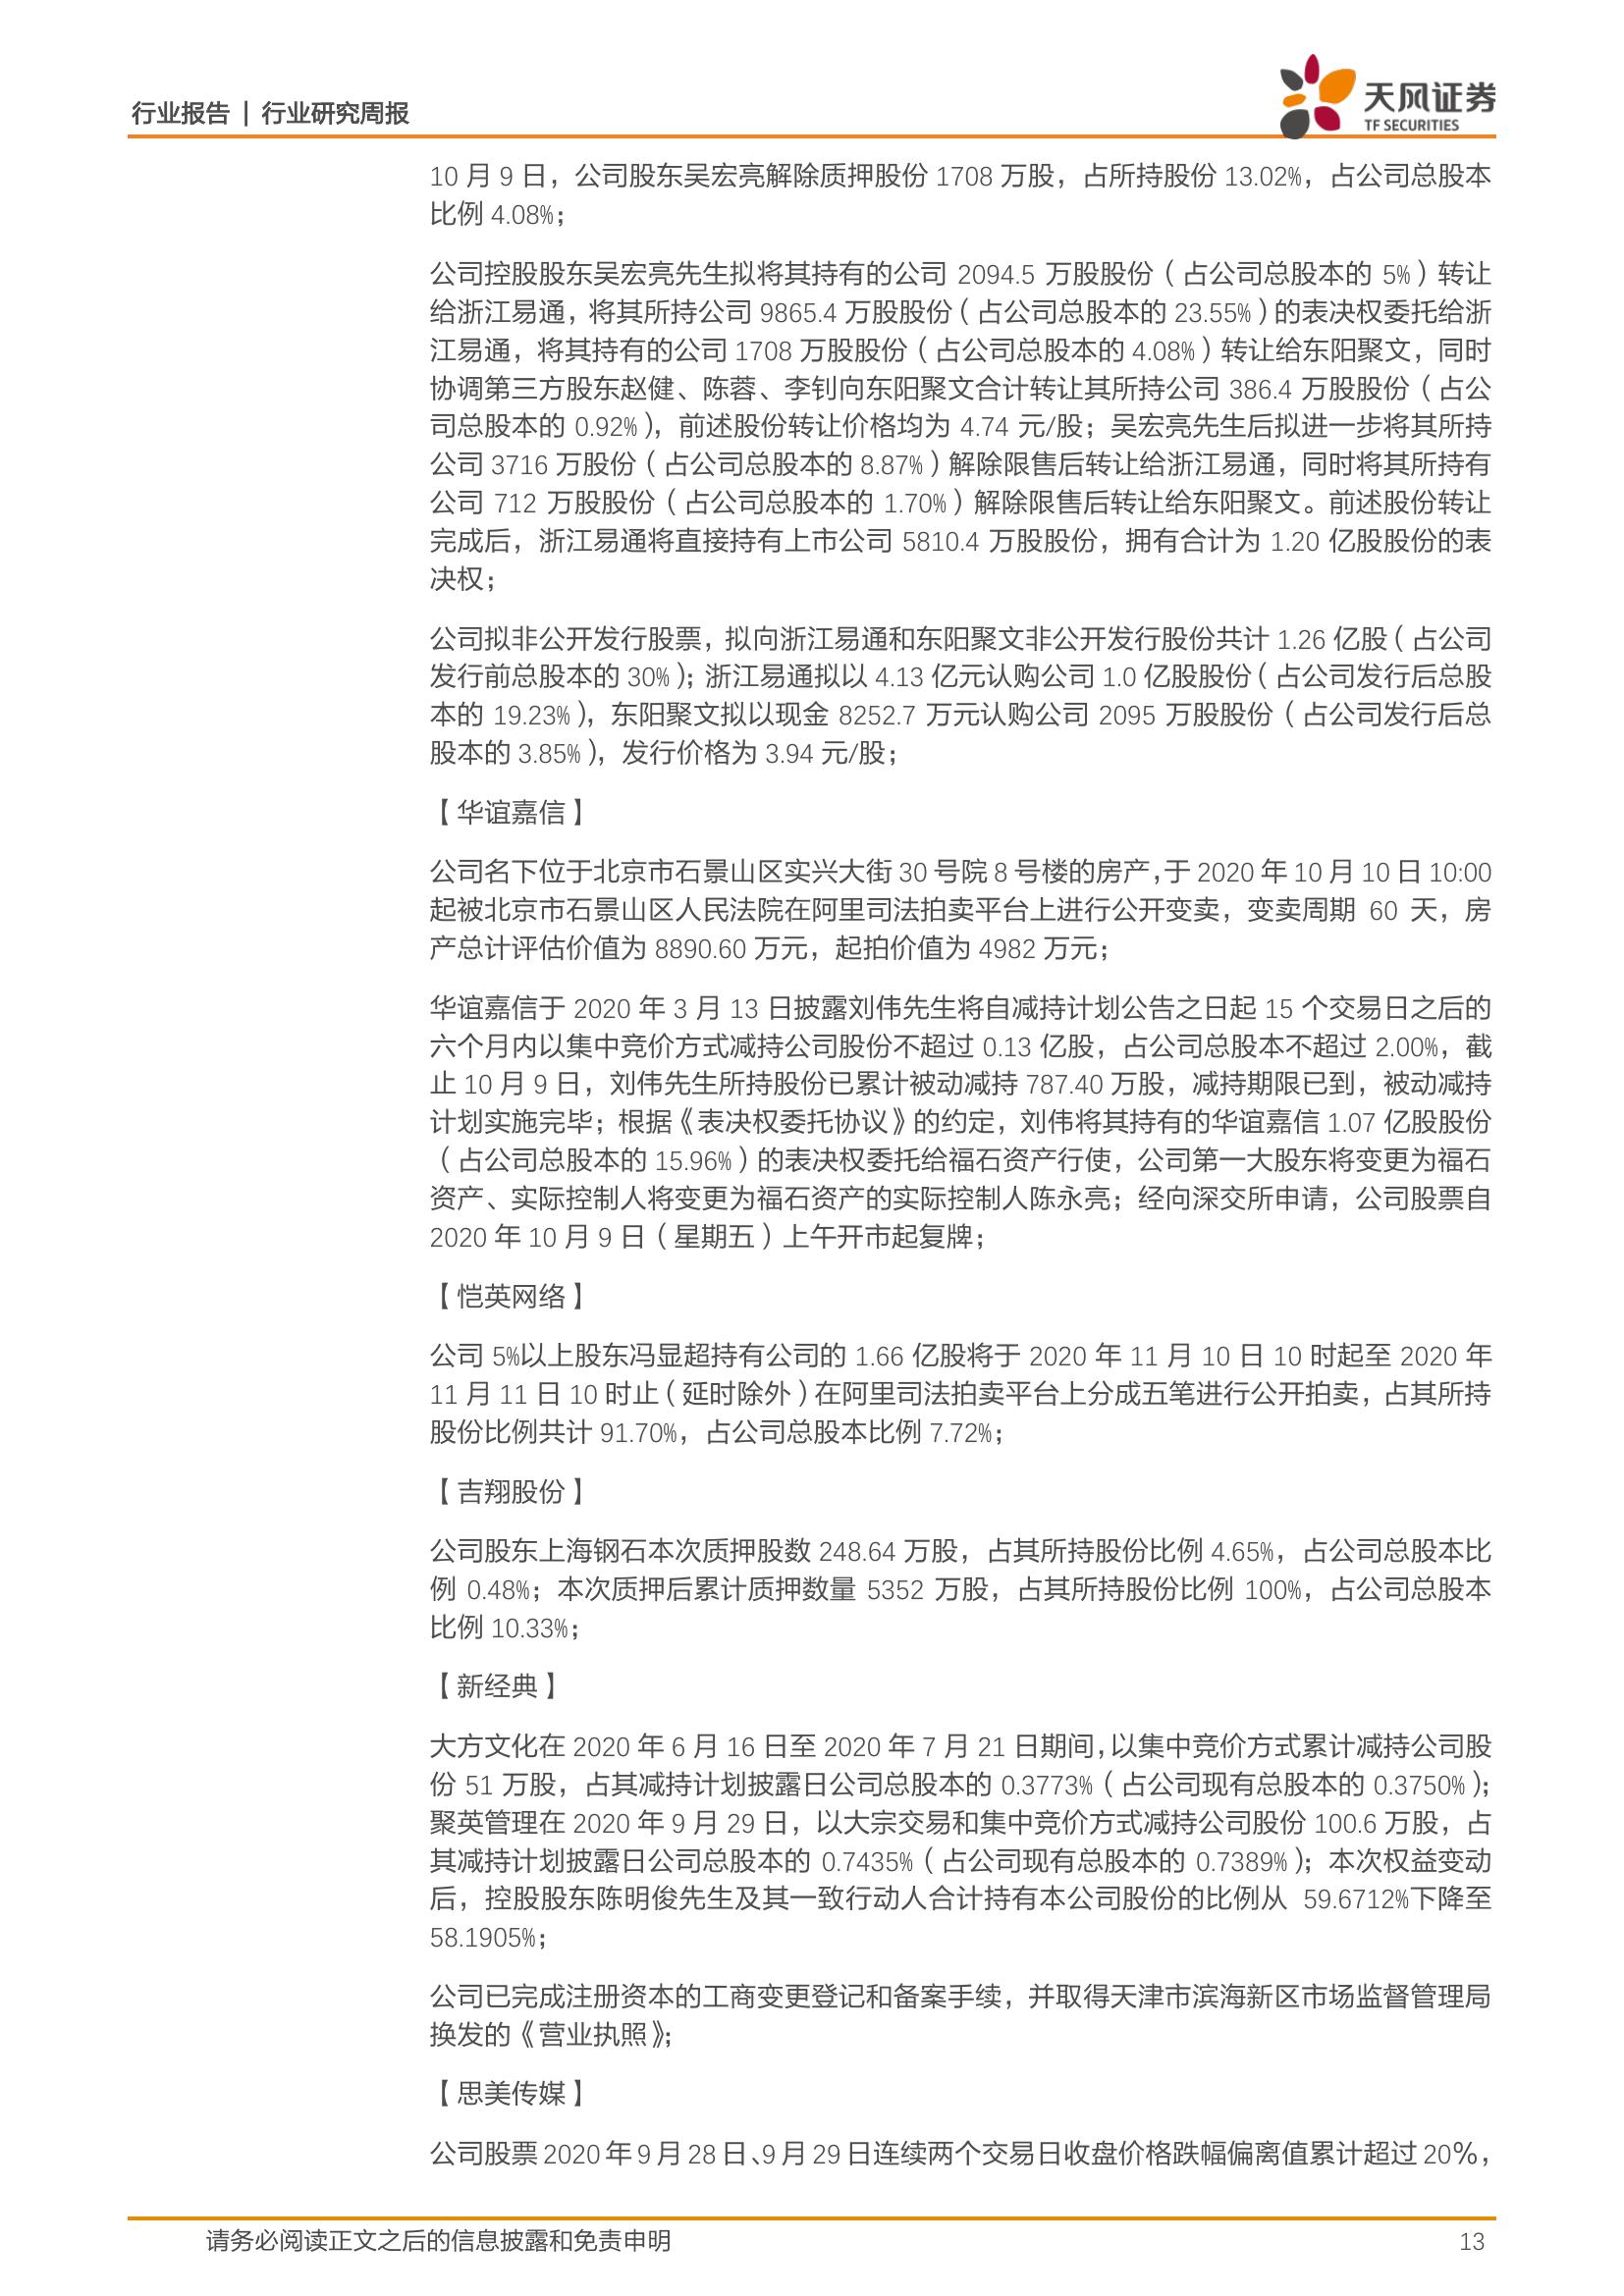 行业报告 | 行业研究周报
天风证券
TF SECURITIES
10 月 9 日，公司股东吴宏亮解除质押股份 1708 万股，占所持股份 13.02%，占公司总股本
比例 4.08%；
公司控股股东吴宏亮先生拟将其持有的公司 2094.5 万股股份（占公司总股本的 5%）转让
给浙江易通，将其所持公司 9865.4 万股股份（占公司总股本的 23.55%）的表决权委托给浙
江易通，将其持有的公司 1708 万股股份（占公司总股本的 4.08%）转让给东阳聚文，同时
协调第三方股东赵健、陈蓉、李钊向东阳聚文合计转让其所持公司 386.4 万股股份（占公
司总股本的 0.92%），前述股份转让价格均为 4.74 元/股；吴宏亮先生后拟进一步将其所持
公司 3716 万股份（占公司总股本的 8.87%）解除限售后转让给浙江易通，同时将其所持有
公司 712 万股股份（占公司总股本的 1.70%）解除限售后转让给东阳聚文。前述股份转让
完成后，浙江易通将直接持有上市公司 5810.4 万股股份，拥有合计为 1.20 亿股股份的表
决权；
公司拟非公开发行股票，拟向浙江易通和东阳聚文非公开发行股份共计 1.26 亿股（占公司
发行前总股本的 30%）；浙江易通拟以 4.13 亿元认购公司 1.0 亿股股份（占公司发行后总股
本的 19.23%），东阳聚文拟以现金 8252.7 万元认购公司 2095 万股股份（占公司发行后总
股本的 3.85%），发行价格为 3.94 元/股；
【华谊嘉信】
公司名下位于北京市石景山区实兴大街 30 号院 8 号楼的房产，于 2020 年 10 月 10 日 10:00
起被北京市石景山区人民法院在阿里司法拍卖平台上进行公开变卖，变卖周期 60 天，房
产总计评估价值为 8890.60 万元，起拍价值为 4982 万元；
华谊嘉信于 2020 年 3 月 13 日披露刘伟先生将自减持计划公告之日起 15 个交易日之后的
六个月内以集中竞价方式减持公司股份不超过 0.13 亿股，占公司总股本不超过 2.00%，截
止 10 月 9 日，刘伟先生所持股份已累计被动减持 787.40 万股，减持期限已到，被动减持
计划实施完毕；根据《表决权委托协议》的约定，刘伟将其持有的华谊嘉信 1.07 亿股股份
（占公司总股本的 15.96%）的表决权委托给福石资产行使，公司第一大股东将变更为福石
资产、实际控制人将变更为福石资产的实际控制人陈永亮；经向深交所申请，公司股票自
2020 年 10 月 9 日（星期五）上午开市起复牌；
【恺英网络】
公司 5%以上股东冯显超持有公司的 1.66 亿股将于 2020 年 11 月 10 日 10 时起至 2020 年
11 月 11 日 10 时止（延时除外）在阿里司法拍卖平台上分成五笔进行公开拍卖，占其所持
股份比例共计 91.70%，占公司总股本比例 7.72%；
【吉翔股份】
公司股东上海钢石本次质押股数 248.64 万股，占其所持股份比例 4.65%，占公司总股本比
例 0.48%；本次质押后累计质押数量 5352 万股，占其所持股份比例 100%，占公司总股本
比例 10.33%；
【新经典】
大方文化在 2020 年 6 月 16 日至 2020 年 7 月 21 日期间，以集中竞价方式累计减持公司股
份 51 万股，占其减持计划披露日公司总股本的 0.3773%（占公司现有总股本的 0.3750%）；
聚英管理在 2020 年 9 月 29 日，以大宗交易和集中竞价方式减持公司股份 100.6 万股，占
其减持计划披露日公司总股本的 0.7435%（占公司现有总股本的 0.7389%）；本次权益变动
后，控股股东陈明俊先生及其一致行动人合计持有本公司股份的比例从 59.6712%下降至
58.1905%；
公司已完成注册资本的工商变更登记和备案手续，并取得天津市滨海新区市场监督管理局
换发的《营业执照》；
【思美传媒】
公司股票 2020 年 9 月 28 日、9 月 29 日连续两个交易日收盘价格跌幅偏离值累计超过 20%，
请务必阅读正文之后的信息披露和免责申明
13